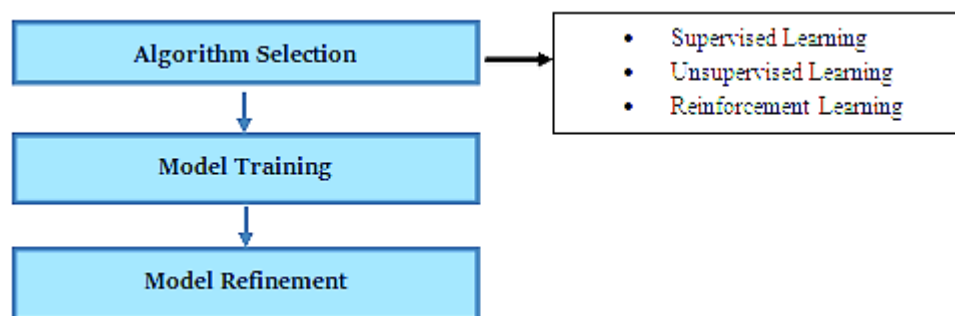 Algorithm Selection
• Supervised Learning
• Unsupervised Learning
• Reinforcement Learning
Model Training
Model Refinement